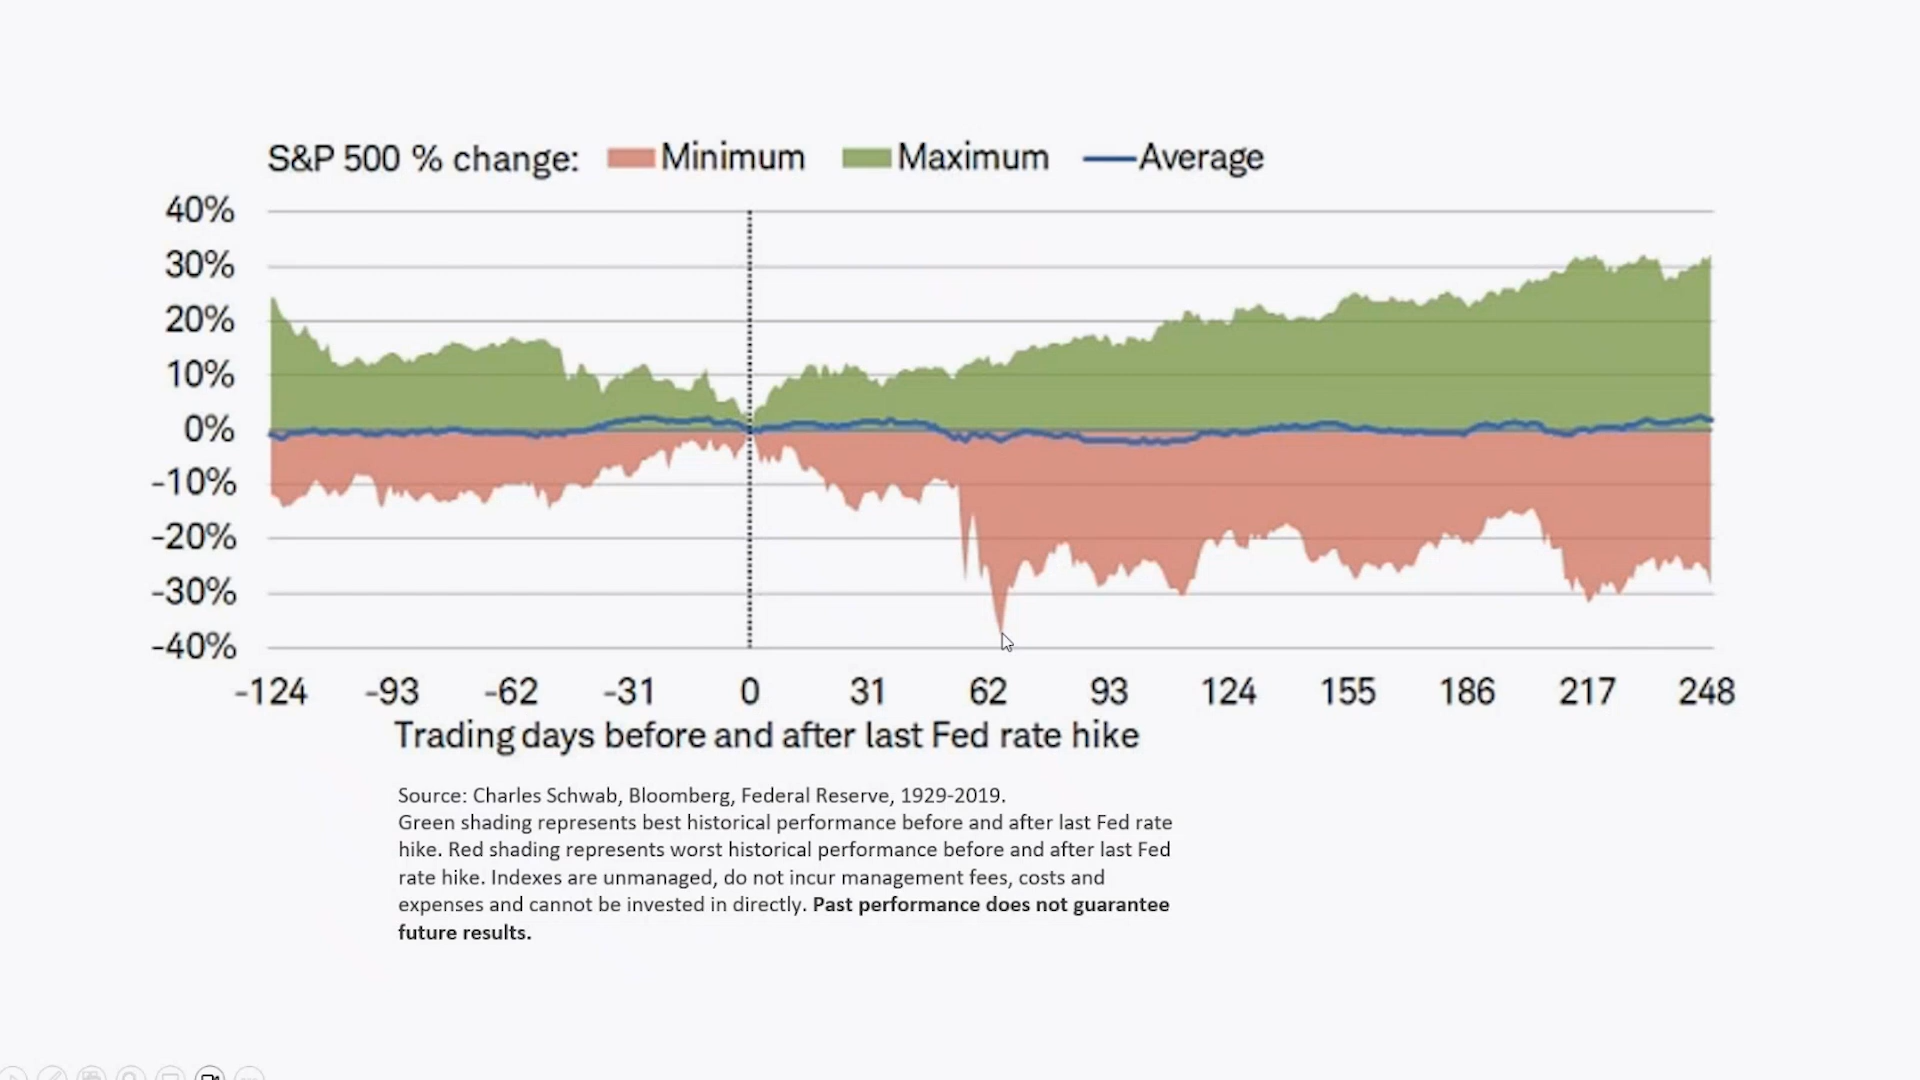 S&P 500 % change: Minimum Maximum Average
40%
30%
20%
10%
0%
-10%
-20%
-30%
-40%
-124 -93 -62 -31 0 31 62 93 124 155 186 217 248
Trading days before and after last Fed rate hike
Source: Charles Schwab, Bloomberg, Federal Reserve, 1929-2019.
Green shading represents best historical performance before and after last Fed rate
hike. Red shading represents worst historical performance before and after last Fed
rate hike. Indexes are unmanaged, do not incur management fees, costs and
expenses and cannot be invested in directly. Past performance does not guarantee
future results.